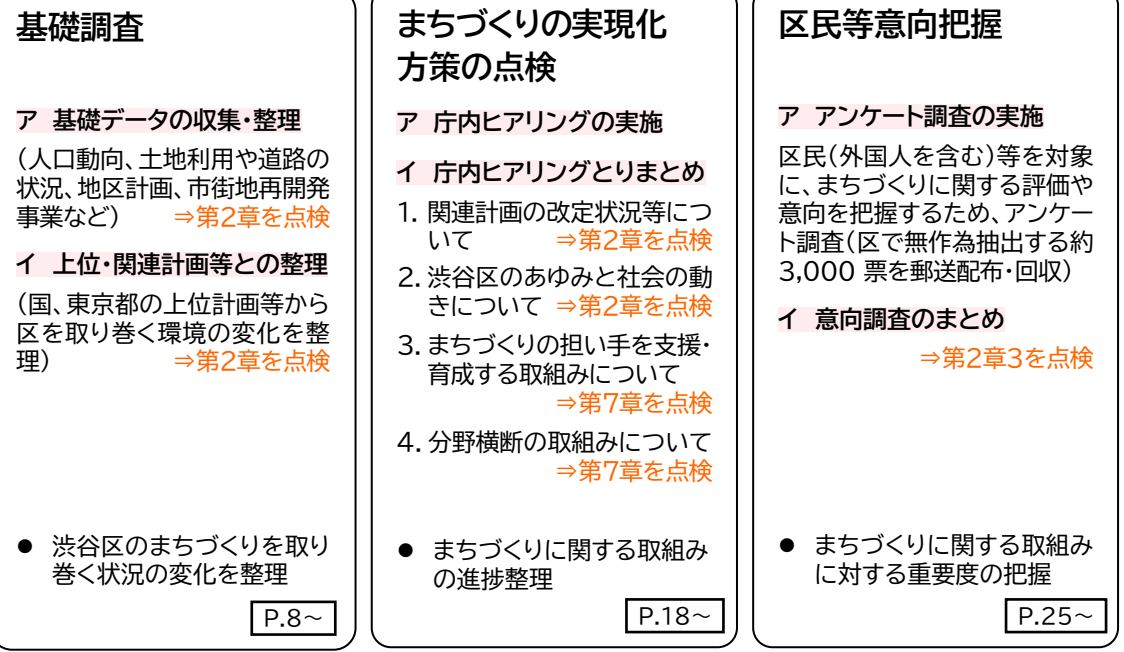 基礎調査
ア 基礎データの収集・整理
（人口動向、土地利用や道路の
状況、地区計画、市街地再開発
事業など） ⇒第2章を点検
イ 上位・関連計画等との整理
（国、東京都の上位計画等から
区を取り巻く環境の変化を整
理） ⇒第2章を点検
● 渋谷区のまちづくりを取り
巻く状況の変化を整理
P.8～
まちづくりの実現化
方策の点検
ア 庁内ヒアリングの実施
イ 庁内ヒアリングとりまとめ
1. 関連計画の改定状況等につ
いて ⇒第2章を点検
2. 渋谷区のあゆみと社会の動
きについて ⇒第2章を点検
3. まちづくりの担い手を支援・
育成する取組みについて
⇒第7章を点検
4. 分野横断の取組みについて
⇒第7章を点検
● まちづくりに関する取組み
の進捗整理
P.18～
区民等意向把握
ア アンケート調査の実施
区民（外国人を含む）等を対象
に、まちづくりに関する評価や
意向を把握するため、アンケー
ト調査（区で無作為抽出する約
3,000 票を郵送配布・回収）
イ 意向調査のまとめ
⇒第2章3を点検
● まちづくりに関する取組み
に対する重要度の把握
P.25～